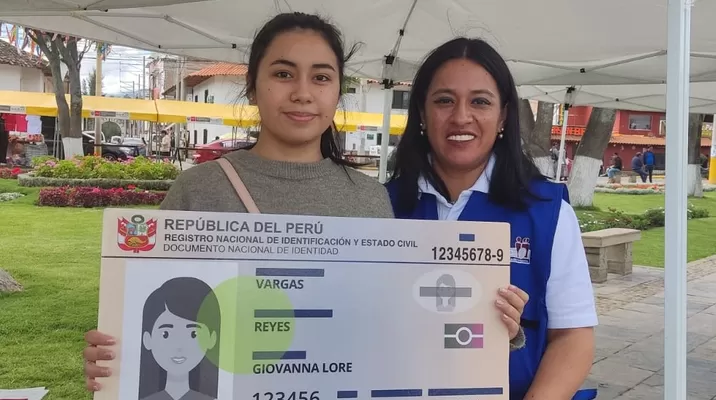 REPÚBLICA DEL PERÚ
REGISTRO NACIONAL DE IDENTIFICACIÓN Y ESTADO CIVIL
DOCUMENTO NACIONAL DE IDENTIDAD
12345678-9
VARGAS
REYES
GIOVANNA LORE
123456